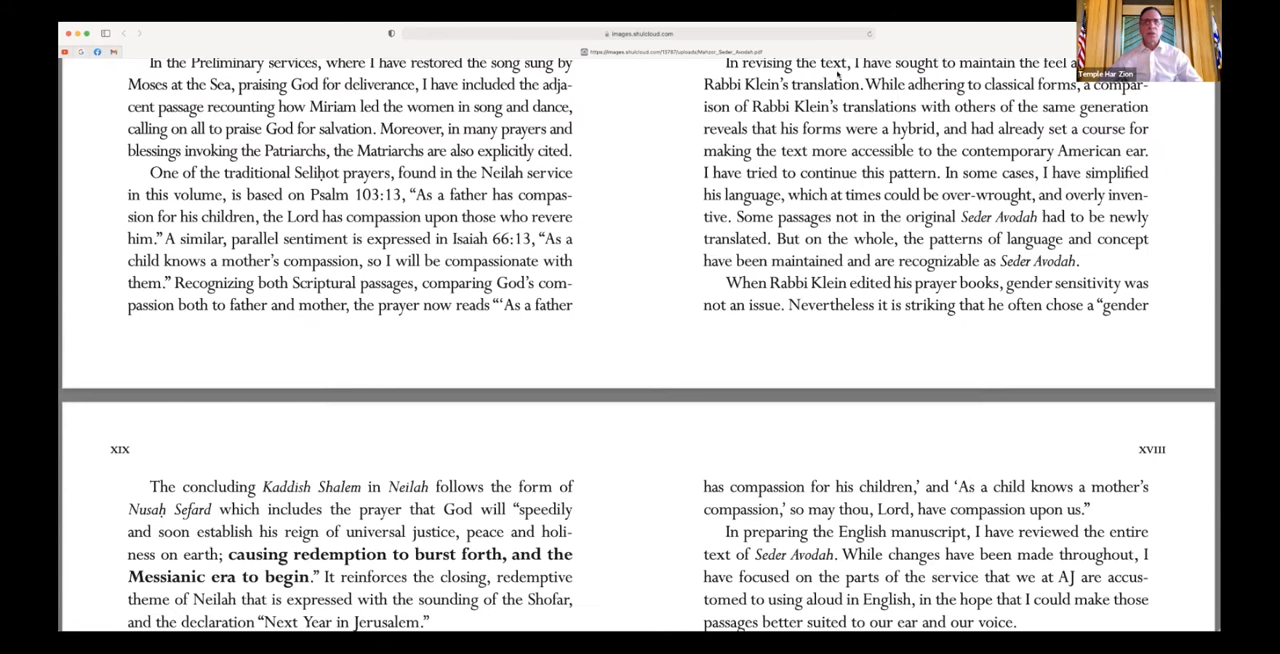 images.shulcloud.com
https://images.shulcloud.com/13787/uploads/Mahzor_Seder_Avodah.pdf
Temple Har Zion
In the Preliminary services, where I have restored the song sung by
Moses at the Sea, praising God for deliverance, I have included the adja-
cent passage recounting how Miriam led the women in song and dance,
calling on all to praise God for salvation. Moreover, in many prayers and
blessings invoking the Patriarchs, the Matriarchs are also explicitly cited.
One of the traditional Seliḥot prayers, found in the Neilah service
in this volume, is based on Psalm 103:13, “As a father has compas-
sion for his children, the Lord has compassion upon those who revere
him.” A similar, parallel sentiment is expressed in Isaiah 66:13, “As a
child knows a mother’s compassion, so I will be compassionate with
them.” Recognizing both Scriptural passages, comparing God’s com-
passion both to father and mother, the prayer now reads “‘As a father
In revising the text, I have sought to maintain the feel a
Rabbi Klein’s translation. While adhering to classical forms, a compar-
ison of Rabbi Klein’s translations with others of the same generation
reveals that his forms were a hybrid, and had already set a course for
making the text more accessible to the contemporary American ear.
I have tried to continue this pattern. In some cases, I have simplified
his language, which at times could be over-wrought, and overly inven-
tive. Some passages not in the original Seder Avodah had to be newly
translated. But on the whole, the patterns of language and concept
have been maintained and are recognizable as Seder Avodah.
When Rabbi Klein edited his prayer books, gender sensitivity was
not an issue. Nevertheless it is striking that he often chose a “gender
XIX
The concluding Kaddish Shalem in Neilah follows the form of
Nusaḥ Sefard which includes the prayer that God will “speedily
and soon establish his reign of universal justice, peace and holi-
ness on earth; causing redemption to burst forth, and the
Messianic era to begin.” It reinforces the closing, redemptive
theme of Neilah that is expressed with the sounding of the Shofar,
and the declaration “Next Year in Jerusalem.”
XVIII
has compassion for his children,’ and ‘As a child knows a mother’s
compassion,’ so may thou, Lord, have compassion upon us.”
In preparing the English manuscript, I have reviewed the entire
text of Seder Avodah. While changes have been made throughout, I
have focused on the parts of the service that we at AJ are accus-
tomed to using aloud in English, in the hope that I could make those
passages better suited to our ear and our voice.